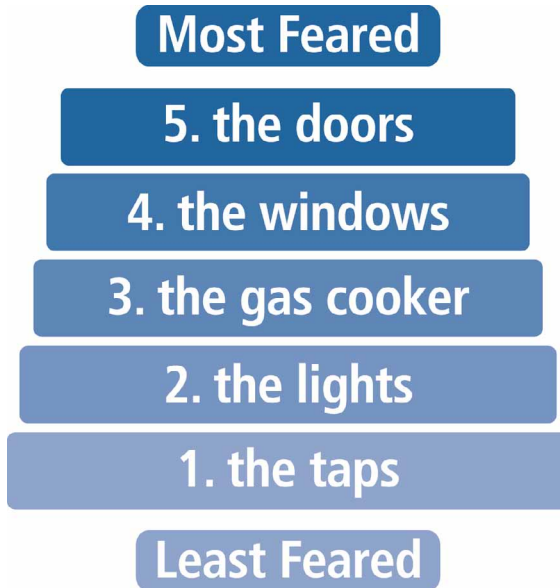 Most Feared
5. the doors
4. the windows
3. the gas cooker
2. the lights
1. the taps
Least Feared